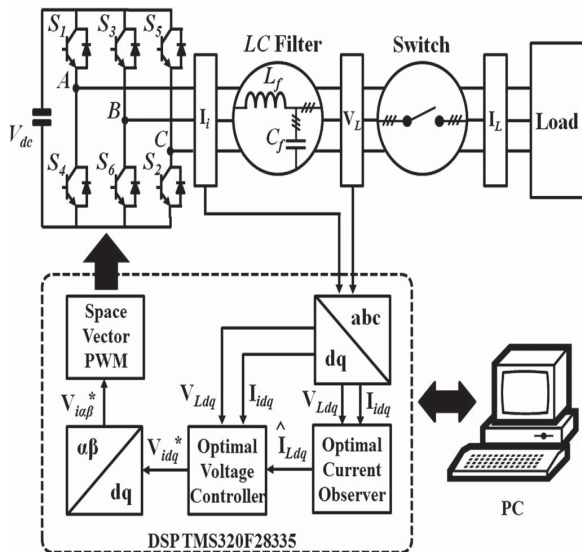 S1 S3 S5
LC Filter
Switch
A
Lf
Vdc
B
Ii
VL
IL
Load
C
Cf
S4 S6 S2
Space
Vector
PWM
abc
dq
VLdq
Iidq
VLdq
Iidq
Viαβ*
αβ
dq
Vidq*
Optimal
Voltage
Controller
ÎLdq
Optimal
Current
Observer
PC
DSP TMS320F28335